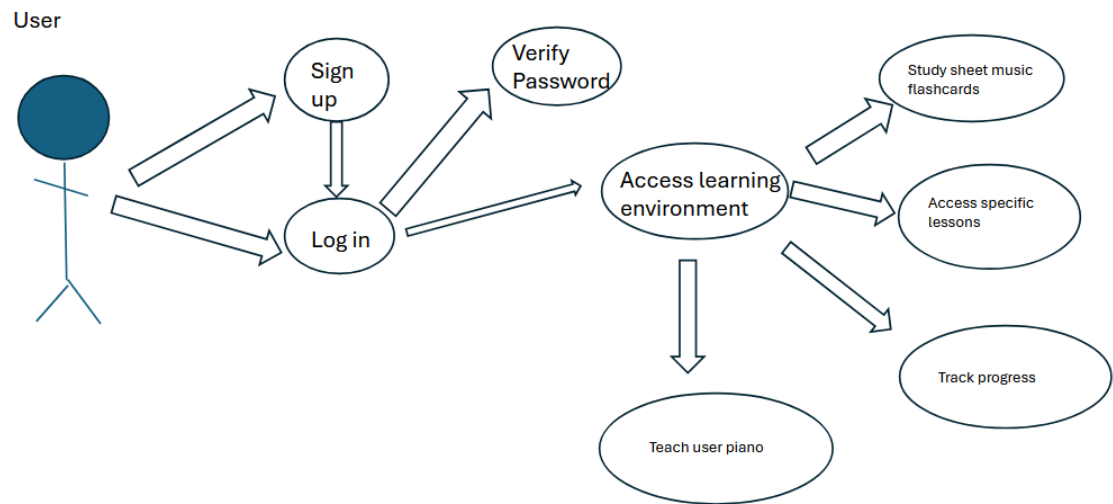 User
Sign
up
Verify
Password
Study sheet music
flashcards
Access learning
environment
Access specific
lessons
Log in
Track progress
Teach user piano